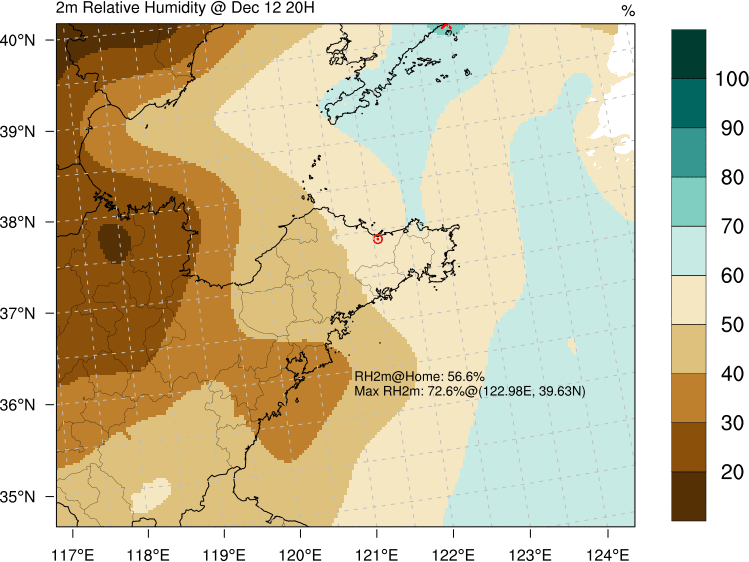 2m Relative Humidity @ Dec 12 20H
%
40°N
39°N
38°N
37°N
36°N
35°N
RH2m@Home: 56.6%
Max RH2m: 72.6%@(122.98E, 39.63N)
117°E 118°E 119°E 120°E 121°E 122°E 123°E 124°E
100
90
80
70
60
50
40
30
20